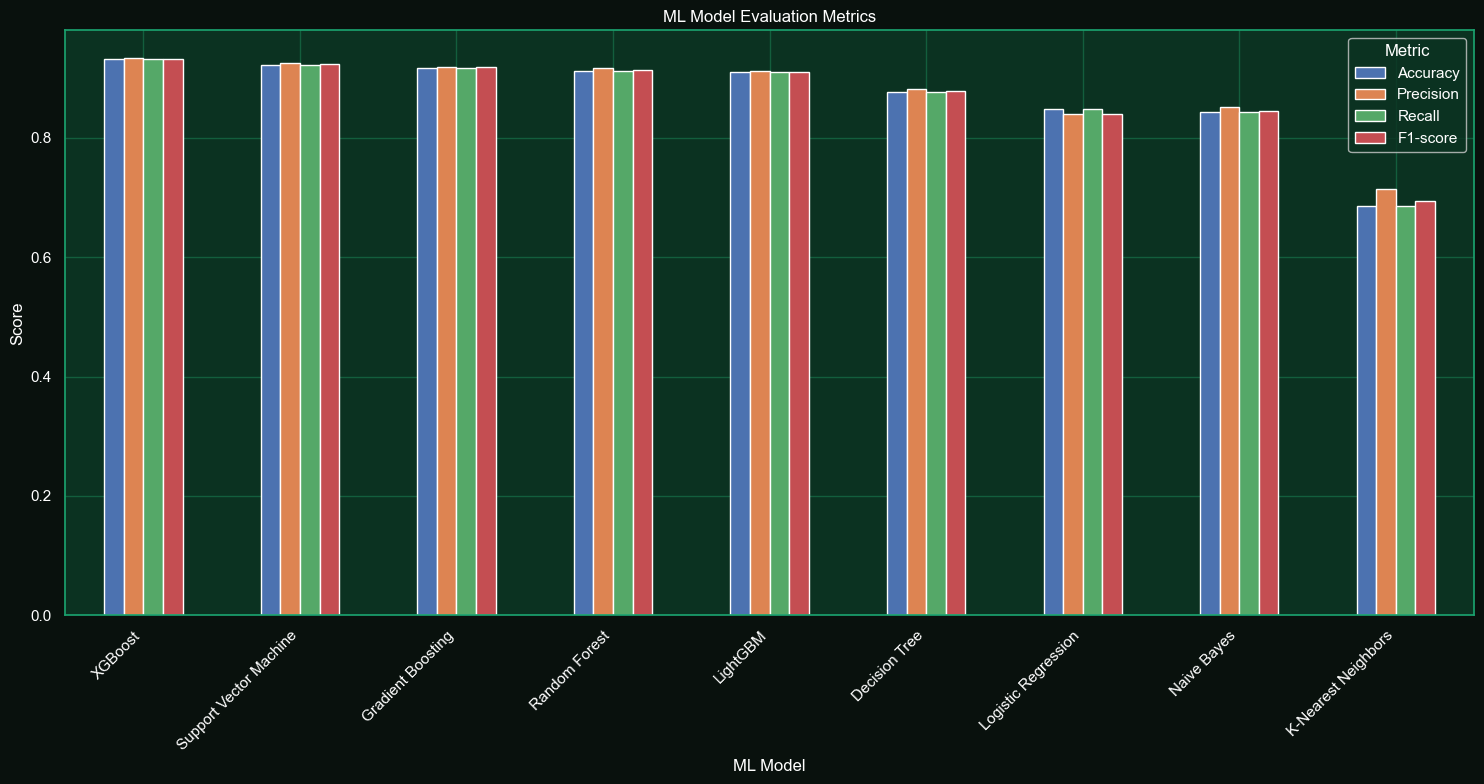 ML Model Evaluation Metrics
Metric
Accuracy
Precision
Recall
F1-score
Score
0.8
0.6
0.4
0.2
0.0
XGBoost
Support Vector Machine
Gradient Boosting
Random Forest
LightGBM
Decision Tree
Logistic Regression
Naive Bayes
K-Nearest Neighbors
ML Model